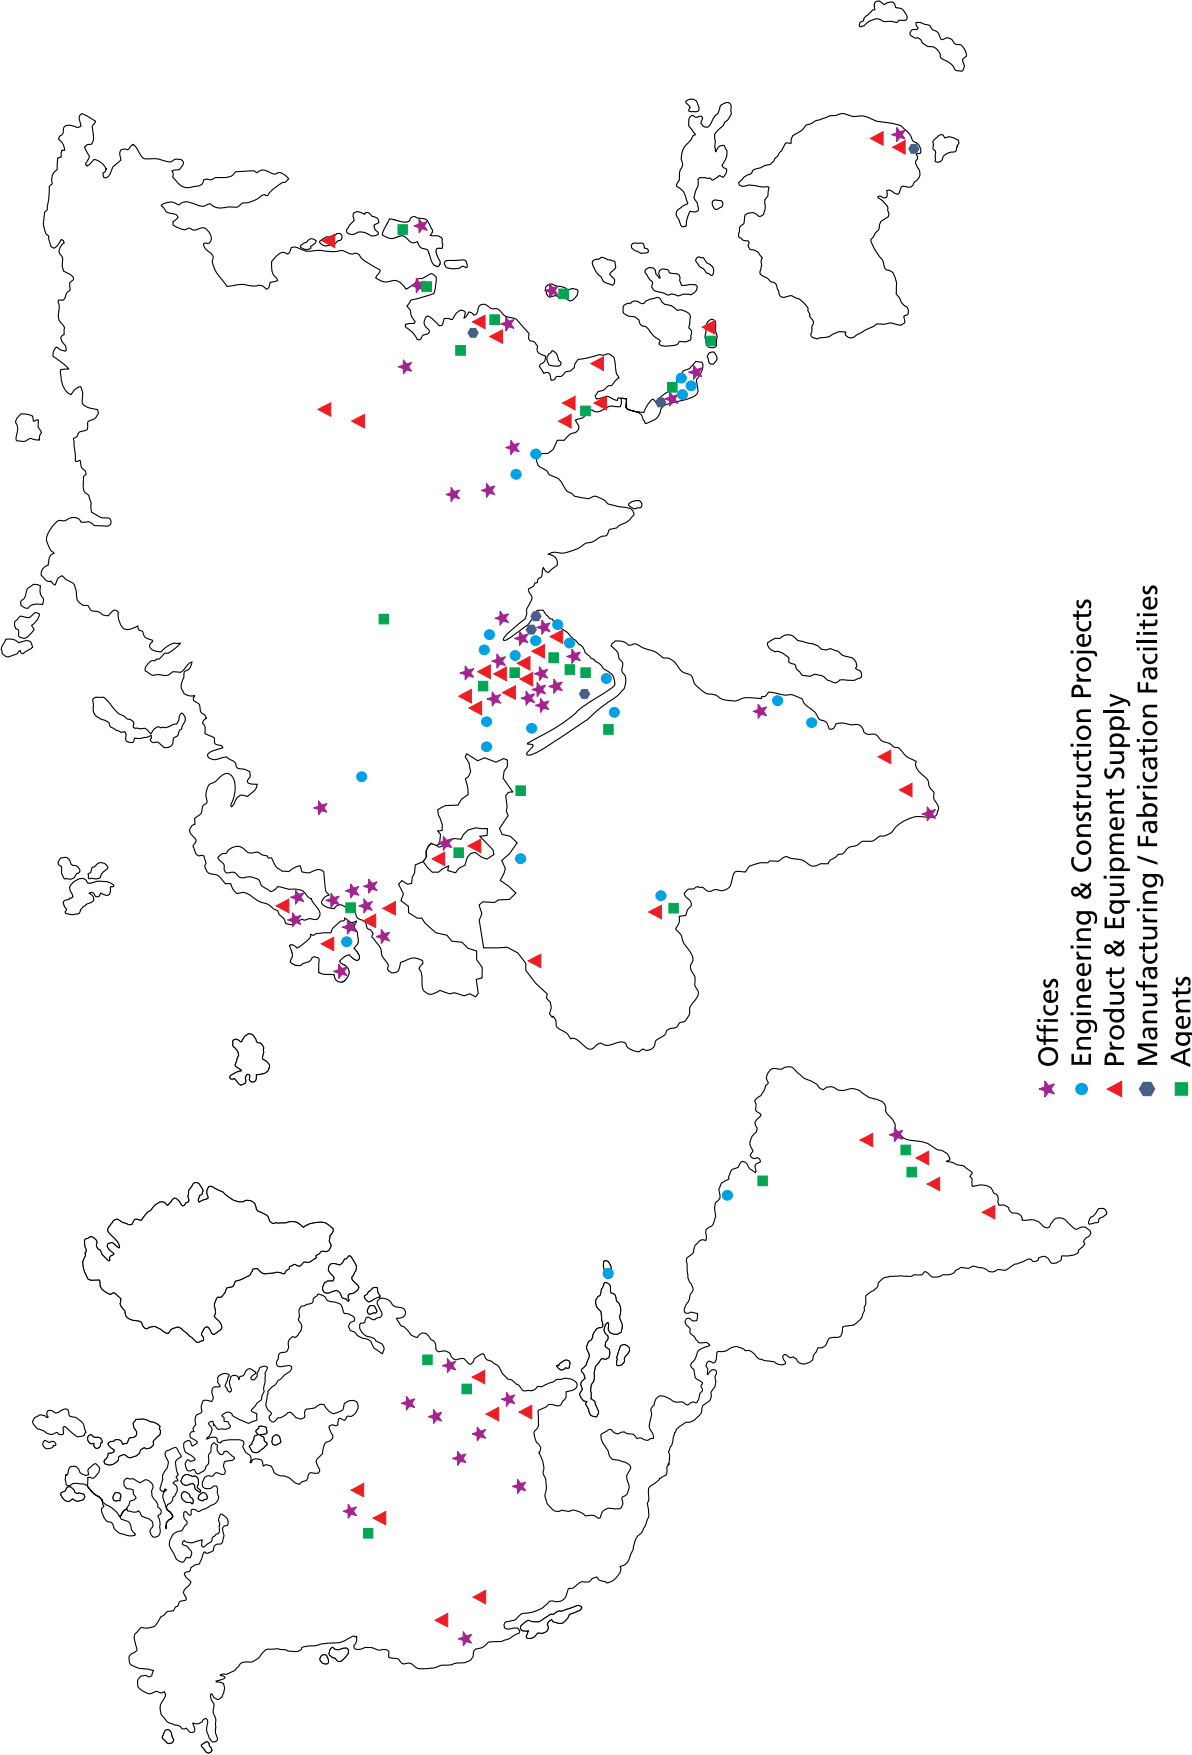 Offices
Engineering & Construction Projects
Product & Equipment Supply
Manufacturing / Fabrication Facilities
Agents